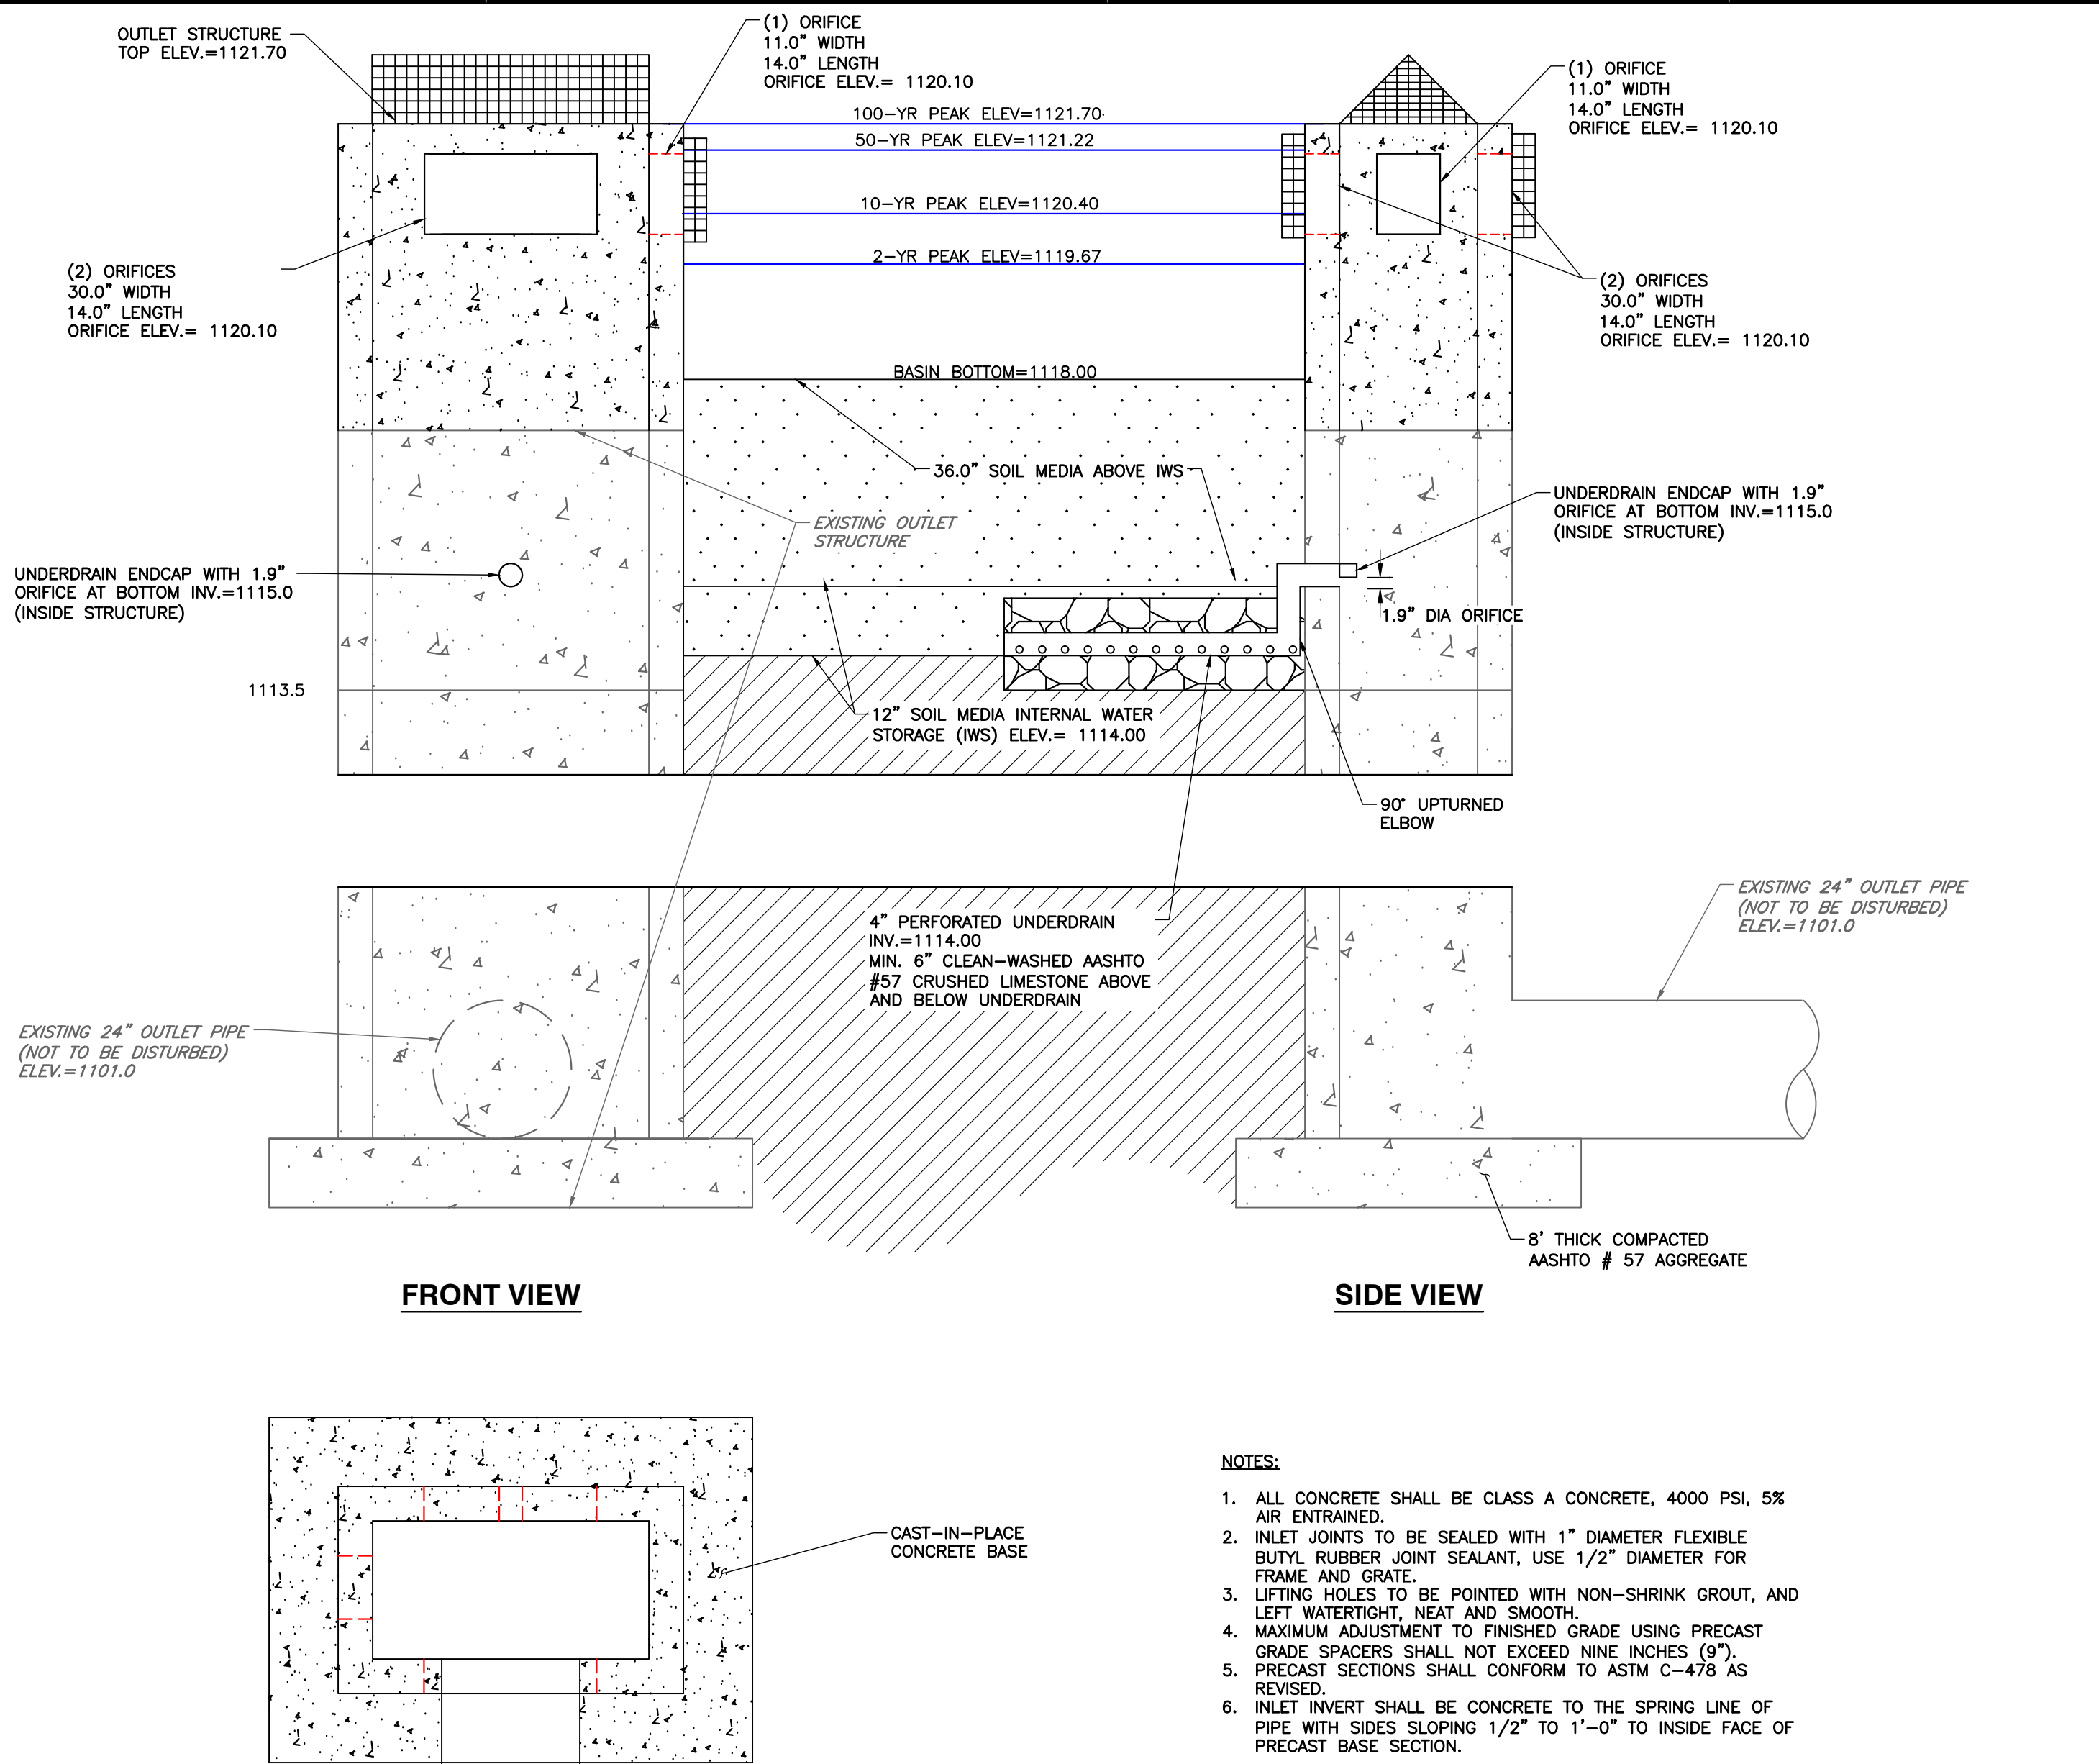 OUTLET STRUCTURE
TOP ELEV.=1121.70
(1) ORIFICE
11.0" WIDTH
14.0" LENGTH
ORIFICE ELEV.= 1120.10
(1) ORIFICE
11.0" WIDTH
14.0" LENGTH
ORIFICE ELEV.= 1120.10
100-YR PEAK ELEV=1121.70
50-YR PEAK ELEV=1121.22
10-YR PEAK ELEV=1120.40
2-YR PEAK ELEV=1119.67
(2) ORIFICES
30.0" WIDTH
14.0" LENGTH
ORIFICE ELEV.= 1120.10
(2) ORIFICES
30.0" WIDTH
14.0" LENGTH
ORIFICE ELEV.= 1120.10
BASIN BOTTOM=1118.00
36.0" SOIL MEDIA ABOVE IWS
EXISTING OUTLET
STRUCTURE
UNDERDRAIN ENDCAP WITH 1.9"
ORIFICE AT BOTTOM INV.=1115.0
(INSIDE STRUCTURE)
UNDERDRAIN ENDCAP WITH 1.9"
ORIFICE AT BOTTOM INV.=1115.0
(INSIDE STRUCTURE)
1.9" DIA ORIFICE
1113.5
12" SOIL MEDIA INTERNAL WATER
STORAGE (IWS) ELEV.= 1114.00
90° UPTURNED
ELBOW
4" PERFORATED UNDERDRAIN
INV.=1114.00
MIN. 6" CLEAN-WASHED AASHTO
#57 CRUSHED LIMESTONE ABOVE
AND BELOW UNDERDRAIN
EXISTING 24" OUTLET PIPE
(NOT TO BE DISTURBED)
ELEV.=1101.0
EXISTING 24" OUTLET PIPE
(NOT TO BE DISTURBED)
ELEV.=1101.0
8' THICK COMPACTED
AASHTO # 57 AGGREGATE
FRONT VIEW
SIDE VIEW
CAST-IN-PLACE
CONCRETE BASE
NOTES:
1. ALL CONCRETE SHALL BE CLASS A CONCRETE, 4000 PSI, 5%
AIR ENTRAINED.
2. INLET JOINTS TO BE SEALED WITH 1" DIAMETER FLEXIBLE
BUTYL RUBBER JOINT SEALANT, USE 1/2" DIAMETER FOR
FRAME AND GRATE.
3. LIFTING HOLES TO BE POINTED WITH NON-SHRINK GROUT, AND
LEFT WATERTIGHT, NEAT AND SMOOTH.
4. MAXIMUM ADJUSTMENT TO FINISHED GRADE USING PRECAST
GRADE SPACERS SHALL NOT EXCEED NINE INCHES (9").
5. PRECAST SECTIONS SHALL CONFORM TO ASTM C-478 AS
REVISED.
6. INLET INVERT SHALL BE CONCRETE TO THE SPRING LINE OF
PIPE WITH SIDES SLOPING 1/2" TO 1'-0" TO INSIDE FACE OF
PRECAST BASE SECTION.